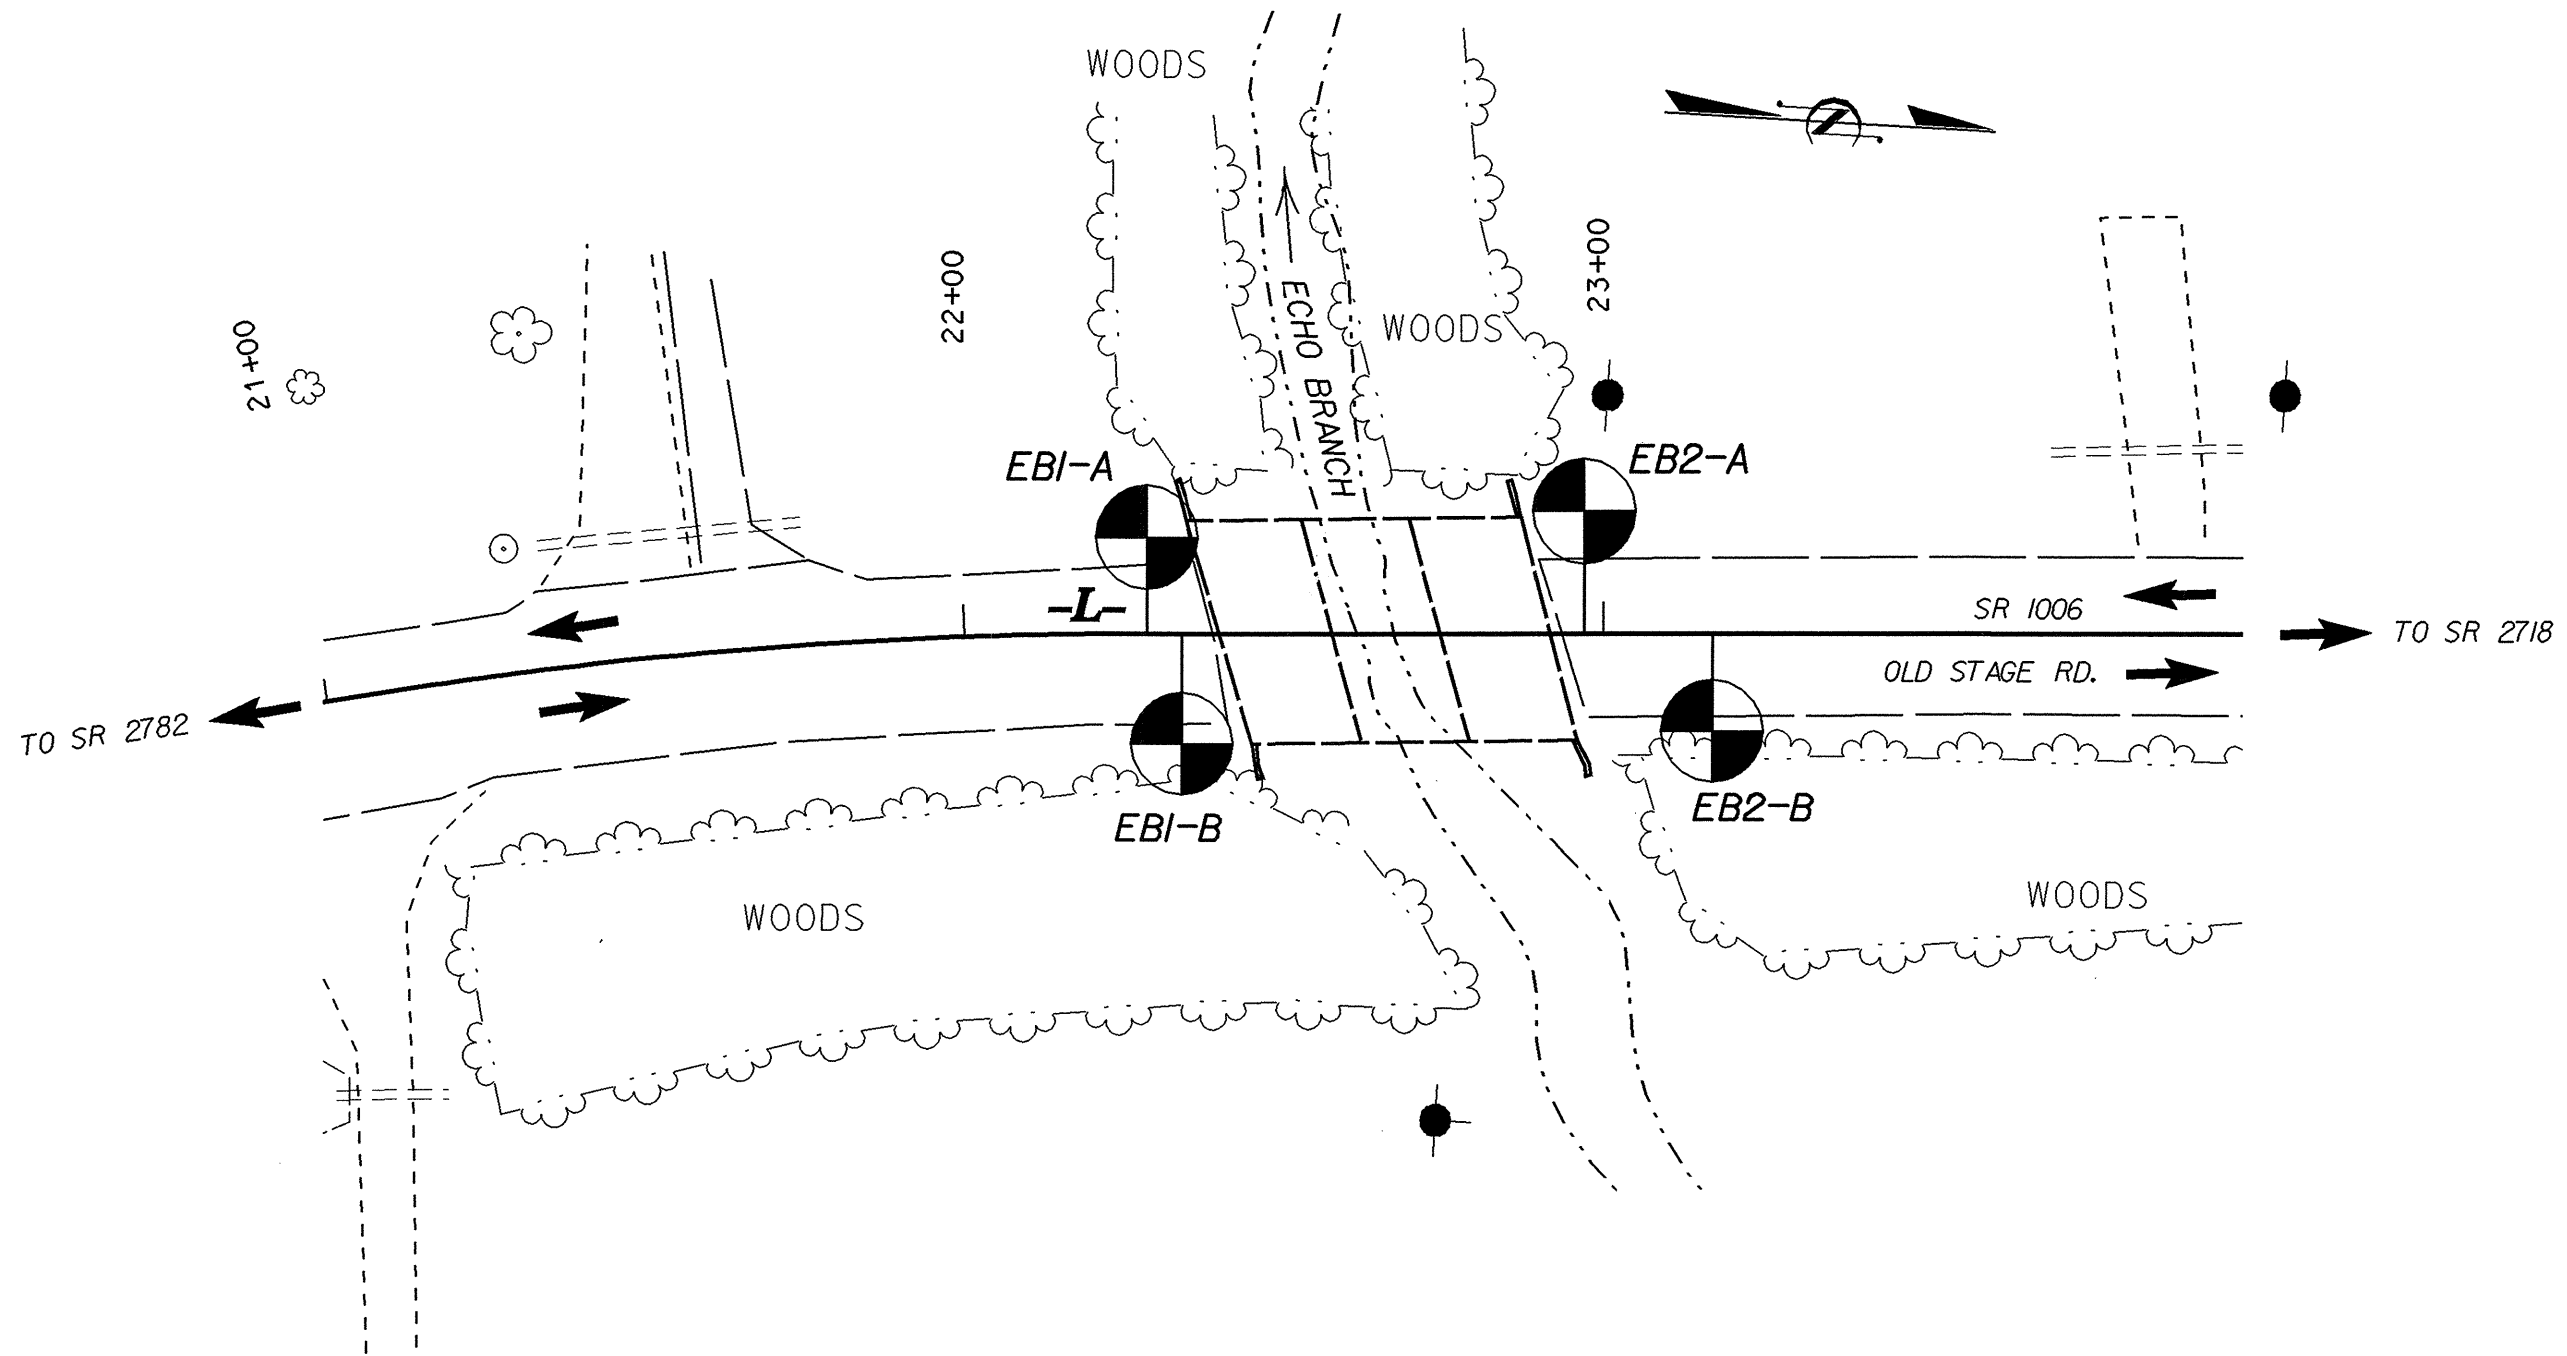 WOODS
21+00
22+00
23+00
ECHO BRANCH
WOODS
EB1-A
EB2-A
-L-
SR 1006
TO SR 2718
OLD STAGE RD.
TO SR 2782
EB1-B
EB2-B
WOODS
WOODS